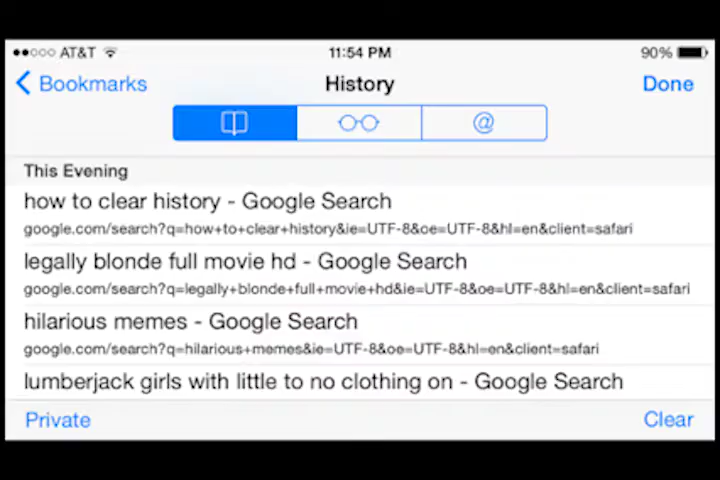 AT&T 11:54 PM 90%
Bookmarks History Done
@
This Evening
how to clear history - Google Search
google.com/search?q=how+to+clear+history&ie=UTF-8&oe=UTF-8&hl=en&client=safari
legally blonde full movie hd - Google Search
google.com/search?q=legally+blonde+full+movie+hd&ie=UTF-8&oe=UTF-8&hl=en&client=safari
hilarious memes - Google Search
google.com/search?q=hilarious+memes&ie=UTF-8&oe=UTF-8&hl=en&client=safari
lumberjack girls with little to no clothing on - Google Search
Private Clear